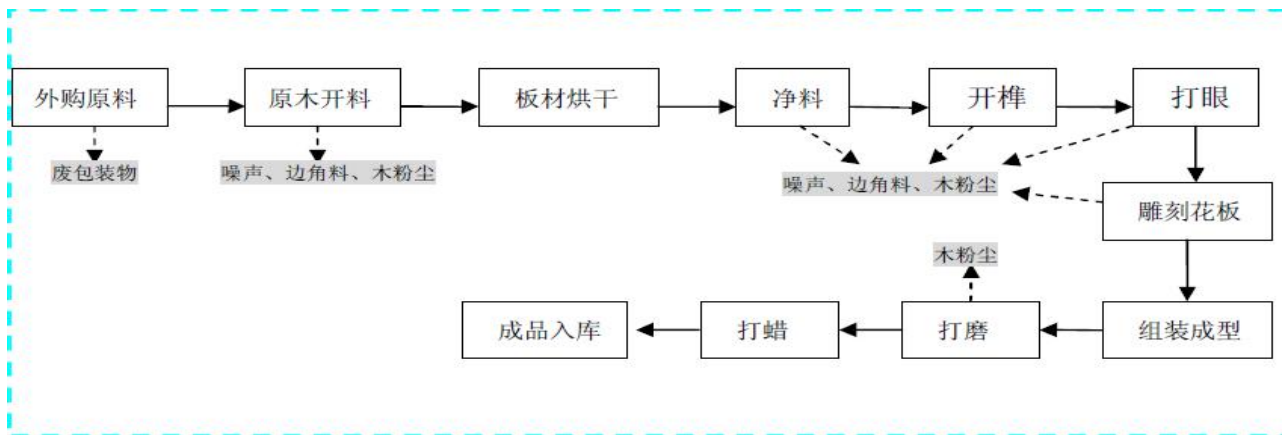 外购原料
原木开料
板材烘干
净料
开榫
打眼
废包装物
噪声、边角料、木粉尘
噪声、边角料、木粉尘
雕刻花板
木粉尘
成品入库
打蜡
打磨
组装成型